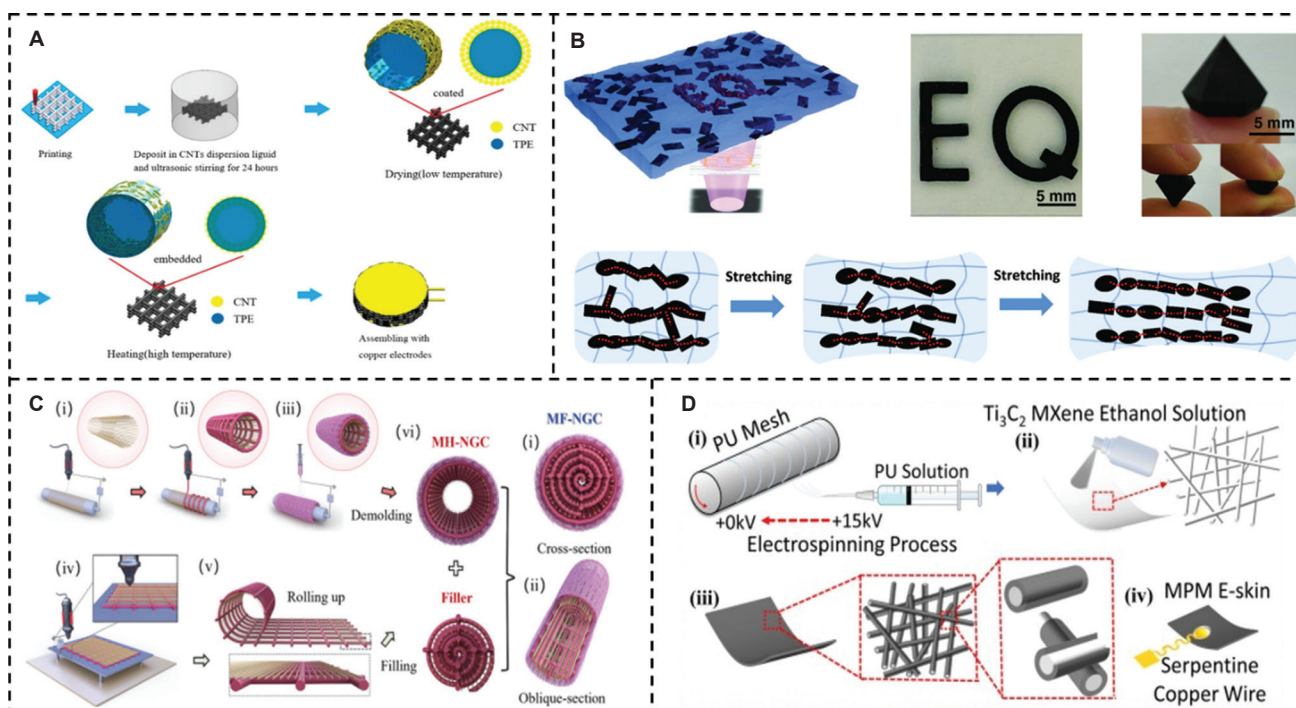 A
Printing
Deposit in CNTs dispersion liguid
and ultrasonic stirring for 24 hours
coated
CNT
TPE
Drying(low temperature)
embedded
CNT
TPE
Heating(high temperature)
Assembling with
copper electrodes
B
EQ
5 mm
5 mm
Stretching
Stretching
C
(i)
(ii)
(iii)
(vi)
MH-NGC
MF-NGC
(i)
Demolding
Cross-section
(iv)
(v)
Rolling up
+
Filler
(ii)
Filling
Oblique-section
D
(i)
PU Mesh
PU Solution
+0kV
+15kV
Electrospinning Process
Ti₃C₂ MXene Ethanol Solution
(ii)
(iii)
(iv)
MPM E-skin
Serpentine
Copper Wire